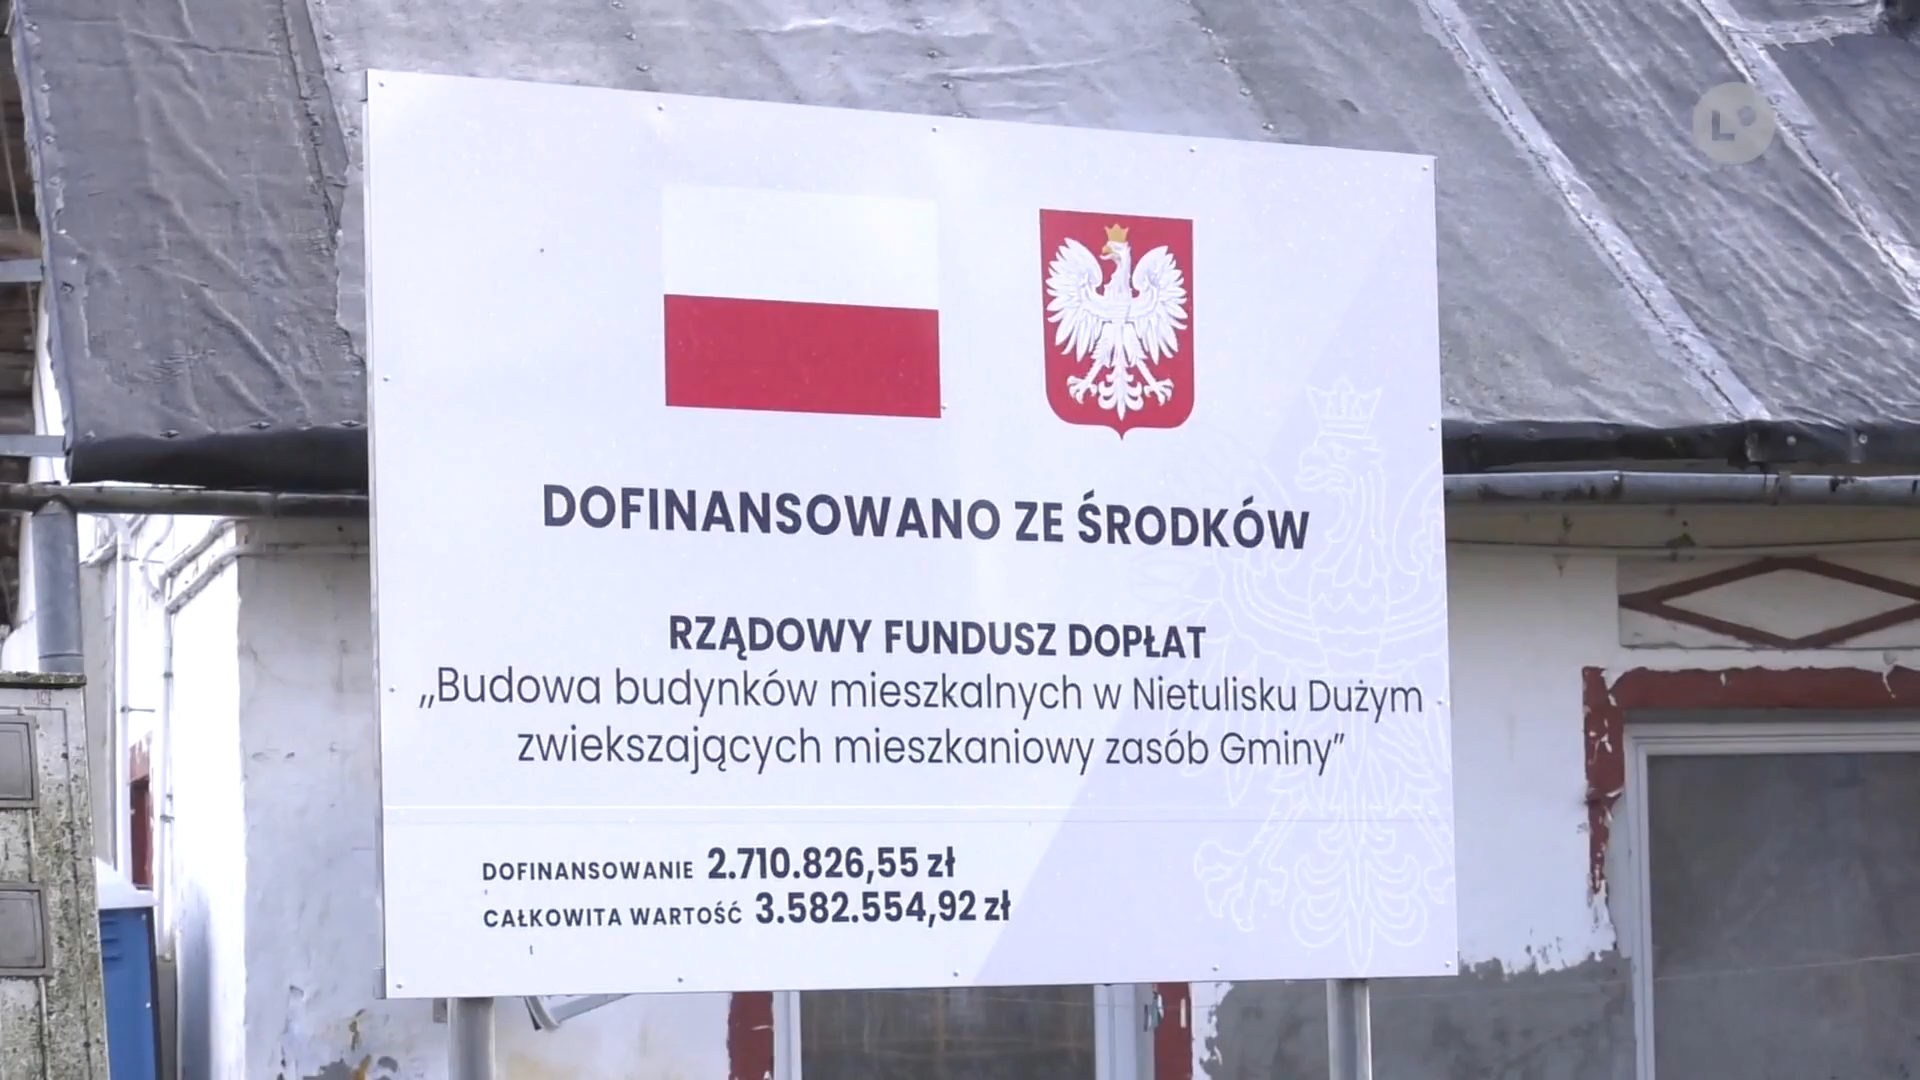 DOFINANSOWANO ZE ŚRODKÓW
RZĄDOWY FUNDUSZ DOPŁAT
„Budowa budynków mieszkalnych w Nietulisku Dużym
zwiekszających mieszkaniowy zasób Gminy”
DOFINANSOWANIE 2.710.826,55 zł
CAŁKOWITA WARTOŚĆ 3.582.554,92 zł
L